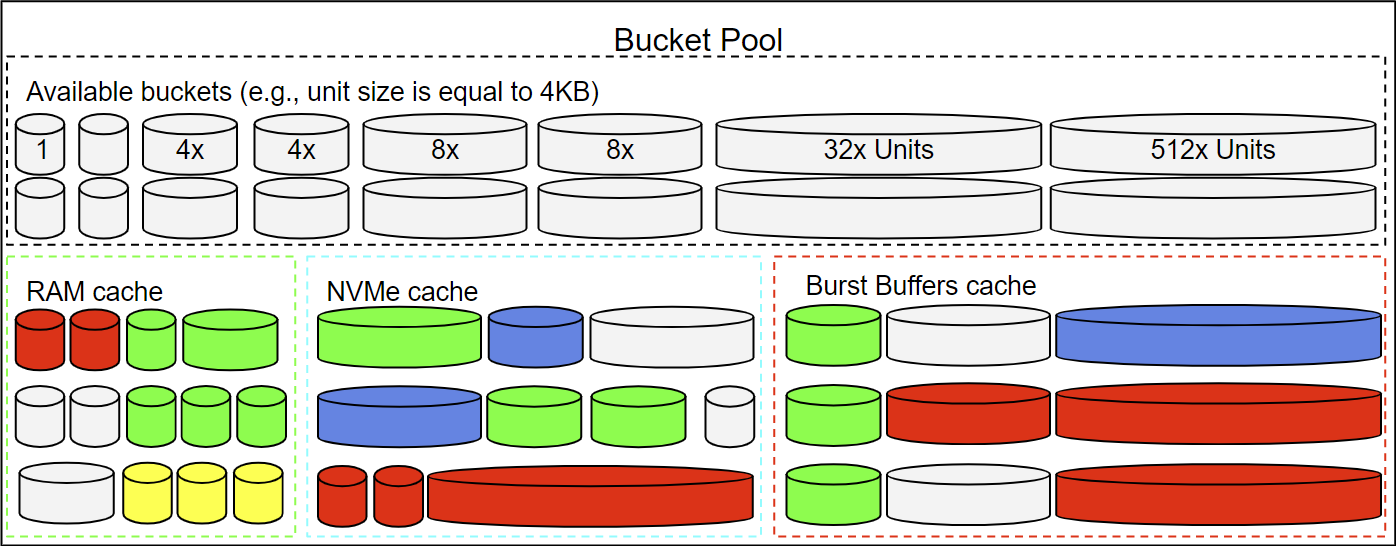 Bucket Pool
Available buckets (e.g., unit size is equal to 4KB)
1 4x 4x 8x 8x 32x Units 512x Units
RAM cache
NVMe cache
Burst Buffers cache